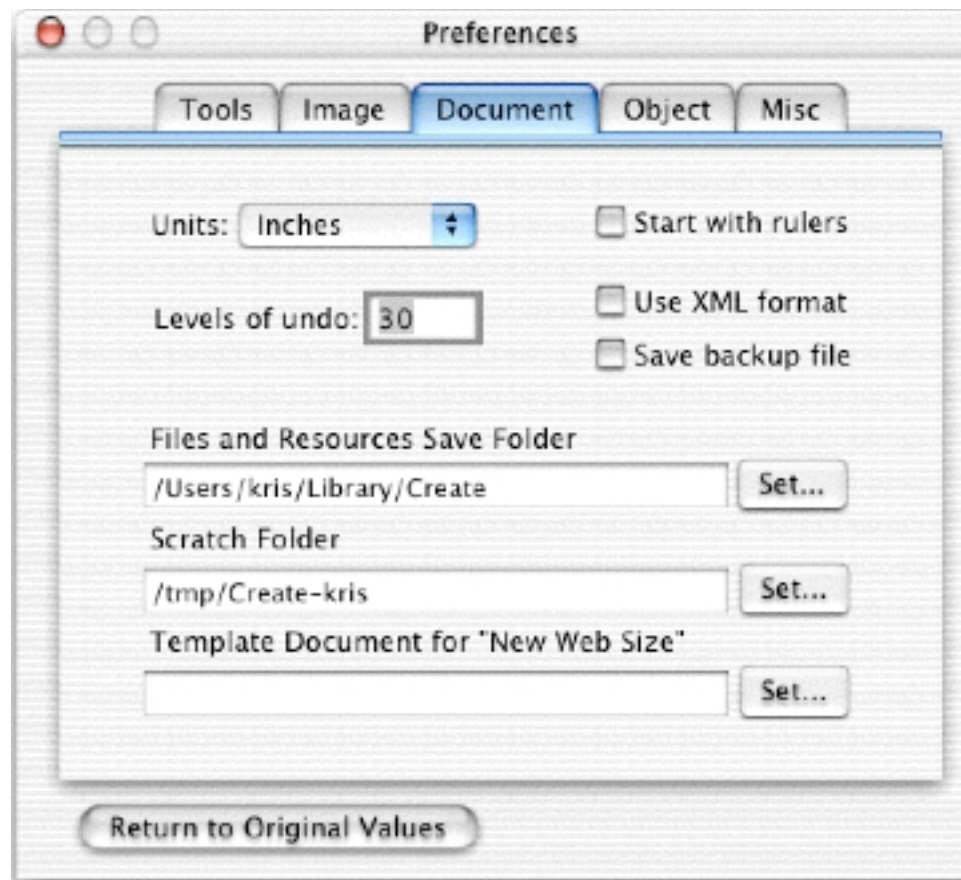 Preferences
Tools Image Document Object Misc
Units: Inches
Start with rulers
Levels of undo: 30
Use XML format
Save backup file
Files and Resources Save Folder
/Users/kris/Library/Create Set...
Scratch Folder
/tmp/Create-kris Set...
Template Document for "New Web Size"
Set...
Return to Original Values